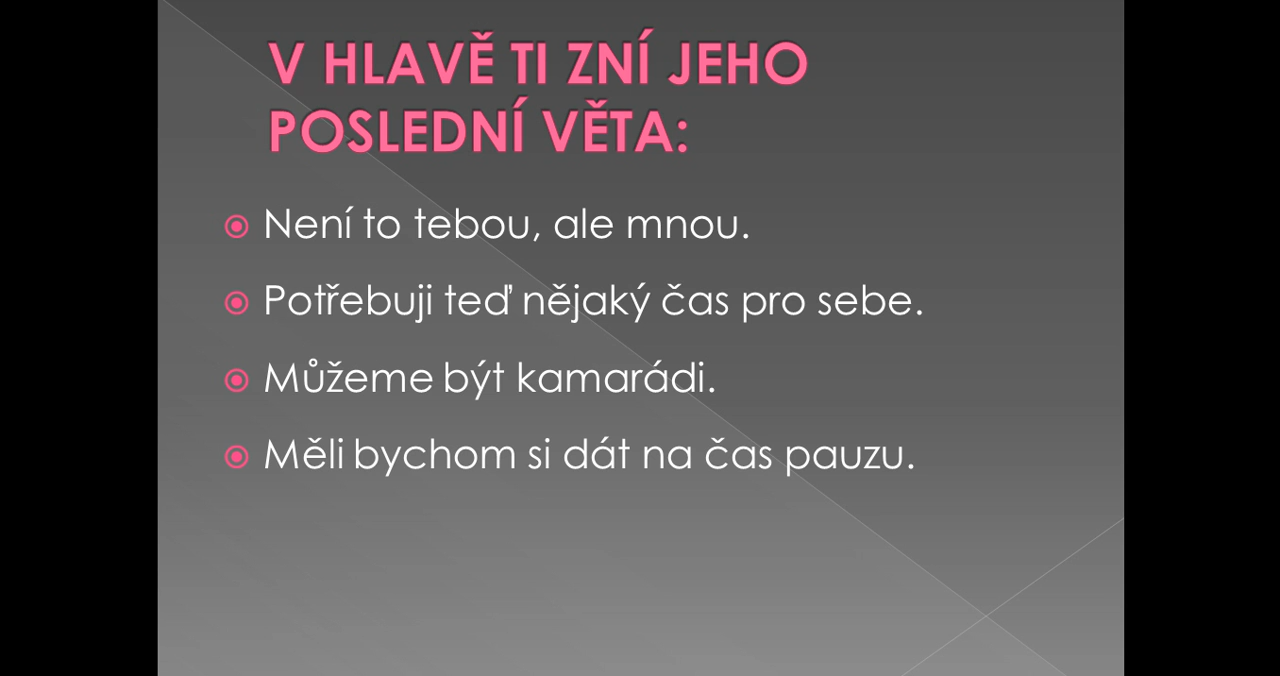 V HLAVĚ TI ZNÍ JEHO
POSLEDNÍ VĚTA:
Není to tebou, ale mnou.
Potřebuji teď nějaký čas pro sebe.
Můžeme být kamarádi.
Měli bychom si dát na čas pauzu.